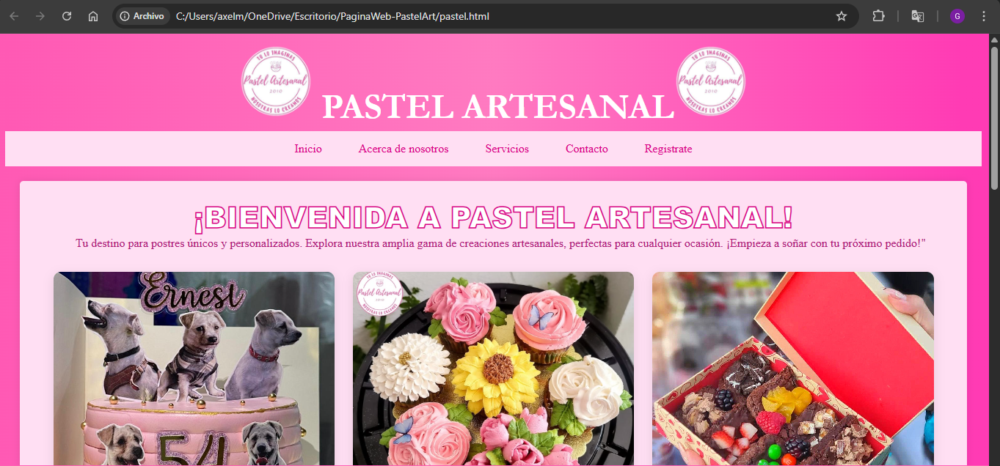 Archivo
C:/Users/axelm/OneDrive/Escritorio/PaginaWeb-PastelArt/pastel.html
G
TU LO IMAGINAS
Pastel Artesanal
2010
NOSOTRAS LO CREAMOS
PASTEL ARTESANAL
TU LO IMAGINAS
Pastel Artesanal
2010
NOSOTRAS LO CREAMOS
Inicio Acerca de nosotros Servicios Contacto Registrate
¡BIENVENIDA A PASTEL ARTESANAL!
Tu destino para postres únicos y personalizados. Explora nuestra amplia gama de creaciones artesanales, perfectas para cualquier ocasión. ¡Empieza a soñar con tu próximo pedido!"
Ernest
54
TU LO IMAGINAS
Pastel Artesanal
2010
NOSOTRAS LO CREAMOS